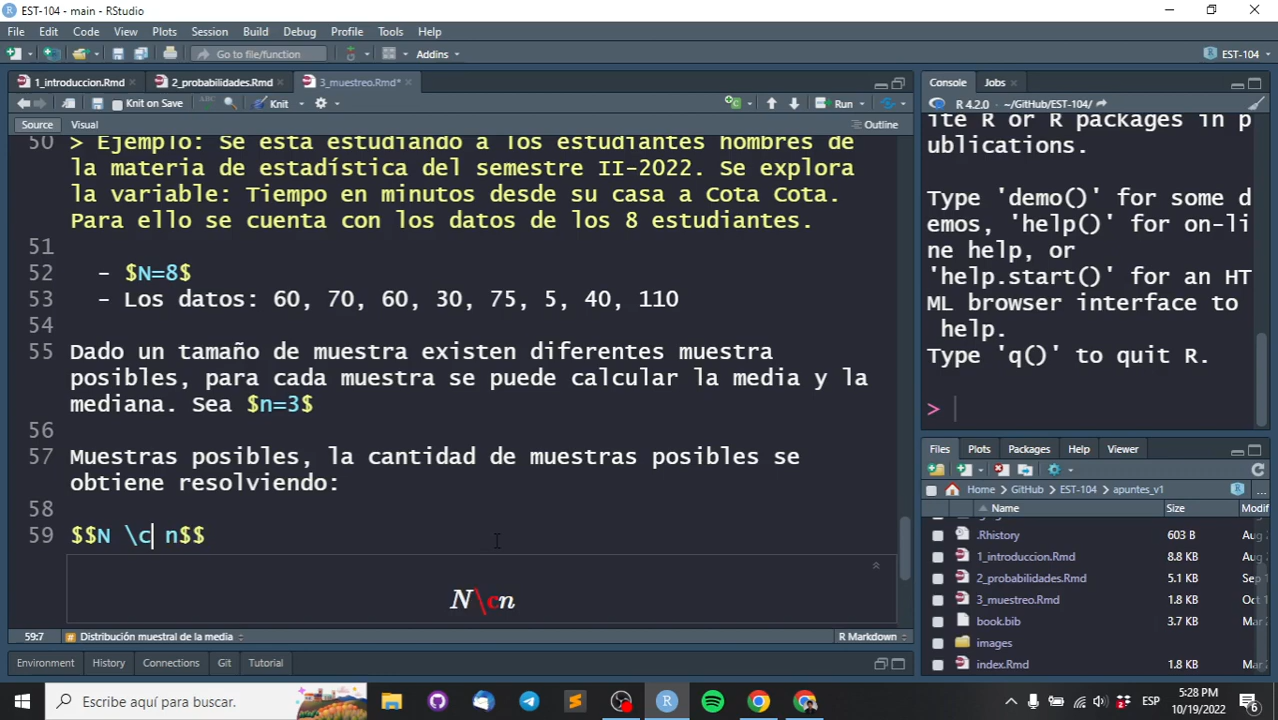 EST-104 - main - RStudio
File Edit Code View Plots Session Build Debug Profile Tools Help
Go to file/function Addins EST-104
1_introduccion.Rmd 2_probabilidades.Rmd 3_muestreo.Rmd*
Knit on Save ABC Knit Run
Source Visual Outline
50 > Ejemplo: Se esta estudiando a los estudiantes hombres de
la materia de estadística del semestre II-2022. Se explora
la variable: Tiempo en minutos desde su casa a Cota Cota.
Para ello se cuenta con los datos de los 8 estudiantes.
51
52 - $N=8$
53 - Los datos: 60, 70, 60, 30, 75, 5, 40, 110
54
55 Dado un tamaño de muestra existen diferentes muestra
posibles, para cada muestra se puede calcular la media y la
mediana. Sea $n=3$
56
57 Muestras posibles, la cantidad de muestras posibles se
obtiene resolviendo:
58
59 $$N \c n$$
N\cn
59:7 Distribución muestral de la media R Markdown
Environment History Connections Git Tutorial
Console Jobs
R 4.2.0 · ~/GitHub/EST-104/
ite R or R packages in p
ublications.
Type 'demo()' for some d
emos, 'help()' for on-li
ne help, or
'help.start()' for an HT
ML browser interface to
help.
Type 'q()' to quit R.
>
Files Plots Packages Help Viewer
Home GitHub EST-104 apuntes_v1
Name Size
.Rhistory 603 B Aug
1_introduccion.Rmd 8.8 KB Aug
2_probabilidades.Rmd 5.1 KB Sep
3_muestreo.Rmd 1.8 KB Oct
book.bib 3.7 KB Mar
images
index.Rmd 1.8 KB Mar
Escribe aquí para buscar. ESP 5:28 PM
10/19/2022 6